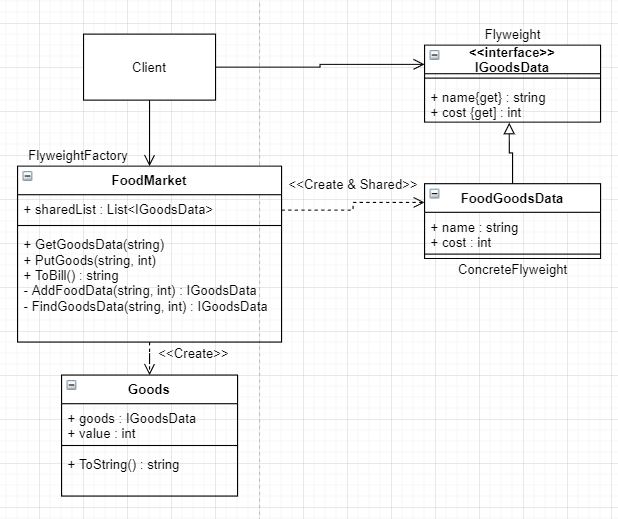 Client
Flyweight
<<interface>>
IGoodsData
+ name{get} : string
+ cost {get] : int
FlyweightFactory
FoodMarket
+ sharedList : List<IGoodsData>
+ GetGoodsData(string)
+ PutGoods(string, int)
+ ToBill() : string
- AddFoodData(string, int) : IGoodsData
- FindGoodsData(string, int) : IGoodsData
<<Create & Shared>>
FoodGoodsData
+ name : string
+ cost : int
ConcreteFlyweight
<<Create>>
Goods
+ goods : IGoodsData
+ value : int
+ ToString() : string